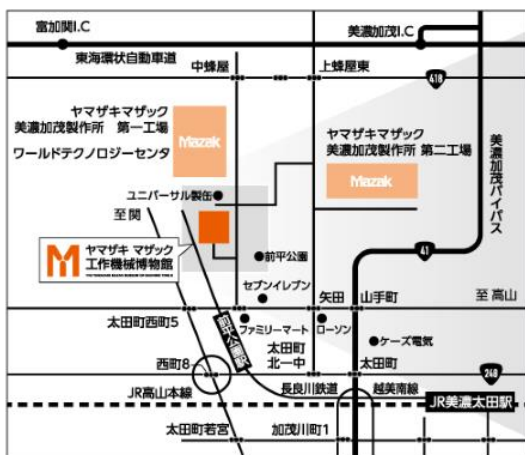 富加関I.C
美濃加茂I.C
東海環状自動車道
中蜂屋
上蜂屋東
418
ヤマザキマザック
美濃加茂製作所 第一工場
ワールドテクノロジーセンタ
Mazak
ヤマザキマザック
美濃加茂製作所 第二工場
Mazak
美濃加茂バイパス
ユニバーサル製缶
至関
41
ヤマザキ マザック
工作機械博物館
THE YAMAZAKI MAZAK MUSEUM OF MACHINE TOOLS
前平公園
セブンイレブン
矢田
山手町
至高山
太田町西町5
前平公園駅
ファミリーマート
ローソン
ケーズ電気
太田町
北一中
太田町
西町8
248
JR高山本線
長良川鉄道
越美南線
JR美濃太田駅
太田町若宮
加茂川町1